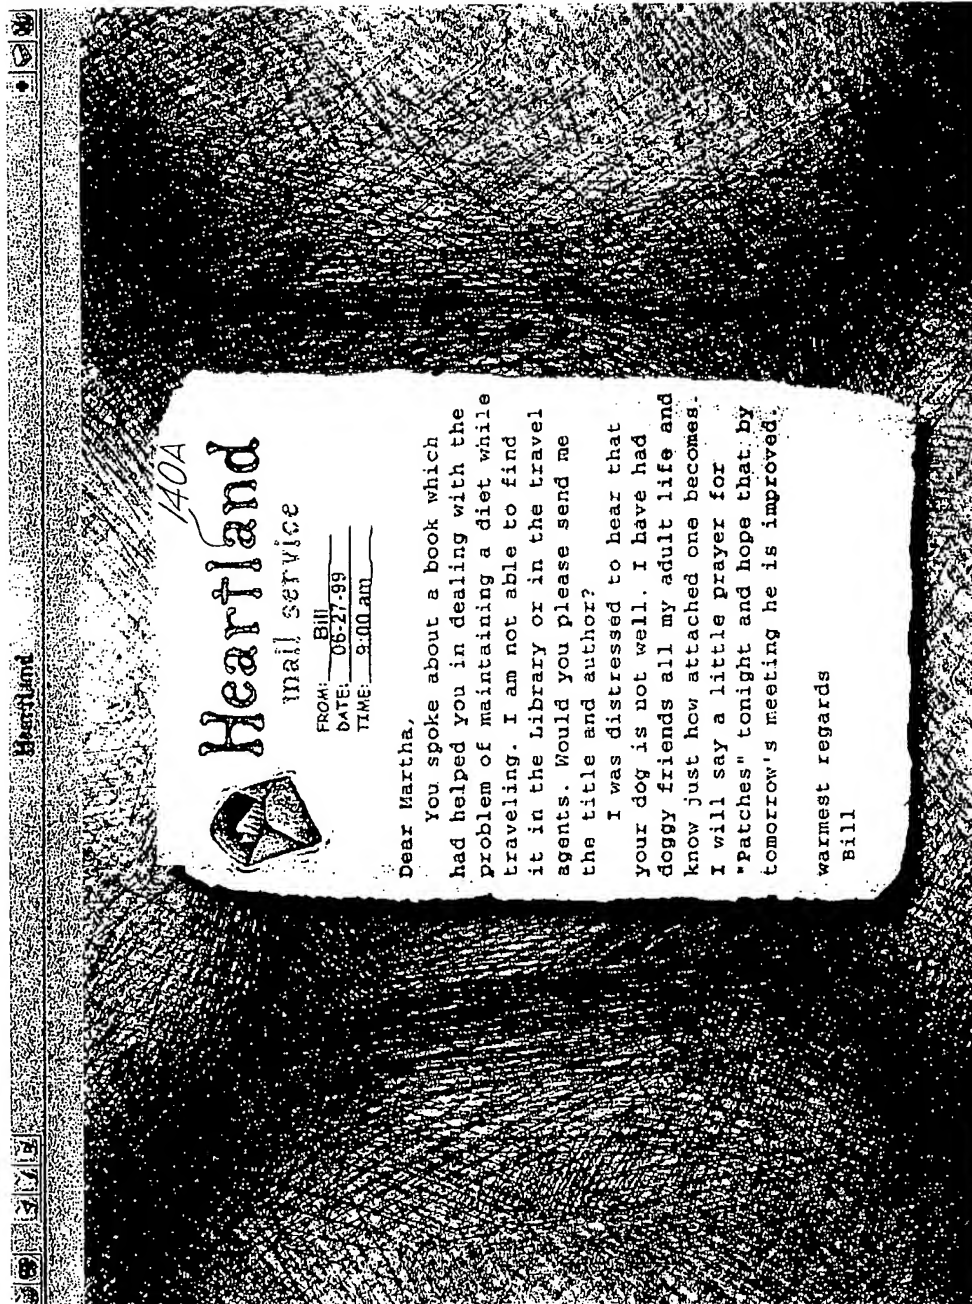 Heartland
140A
Heartland
mail service
FROM: Bill
DATE: 06-27-99
TIME: 9:00 am
Dear Martha,
You spoke about a book which
had helped you in dealing with the
problem of maintaining a diet while
traveling. I am not able to find
it in the Library or in the travel
agents. Would you please send me
the title and author?
I was distressed to hear that
your dog is not well. I have had
doggy friends all my adult life and
know just how attached one becomes.
I will say a little prayer for
"Patches" tonight and hope that by
tomorrow's meeting he is improved.
warmest regards
Bill